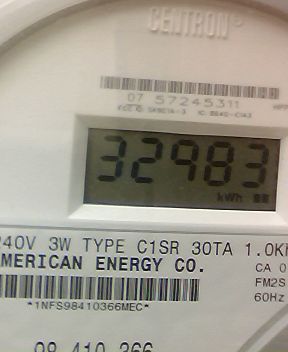 CENTRON®
07 57245311
32983
kWh
240V 3W TYPE C1SR 30TA 1.0K
AMERICAN ENERGY CO.
CA 0
FM2S
60Hz
*1NFS98410366MEC*
98 410 366